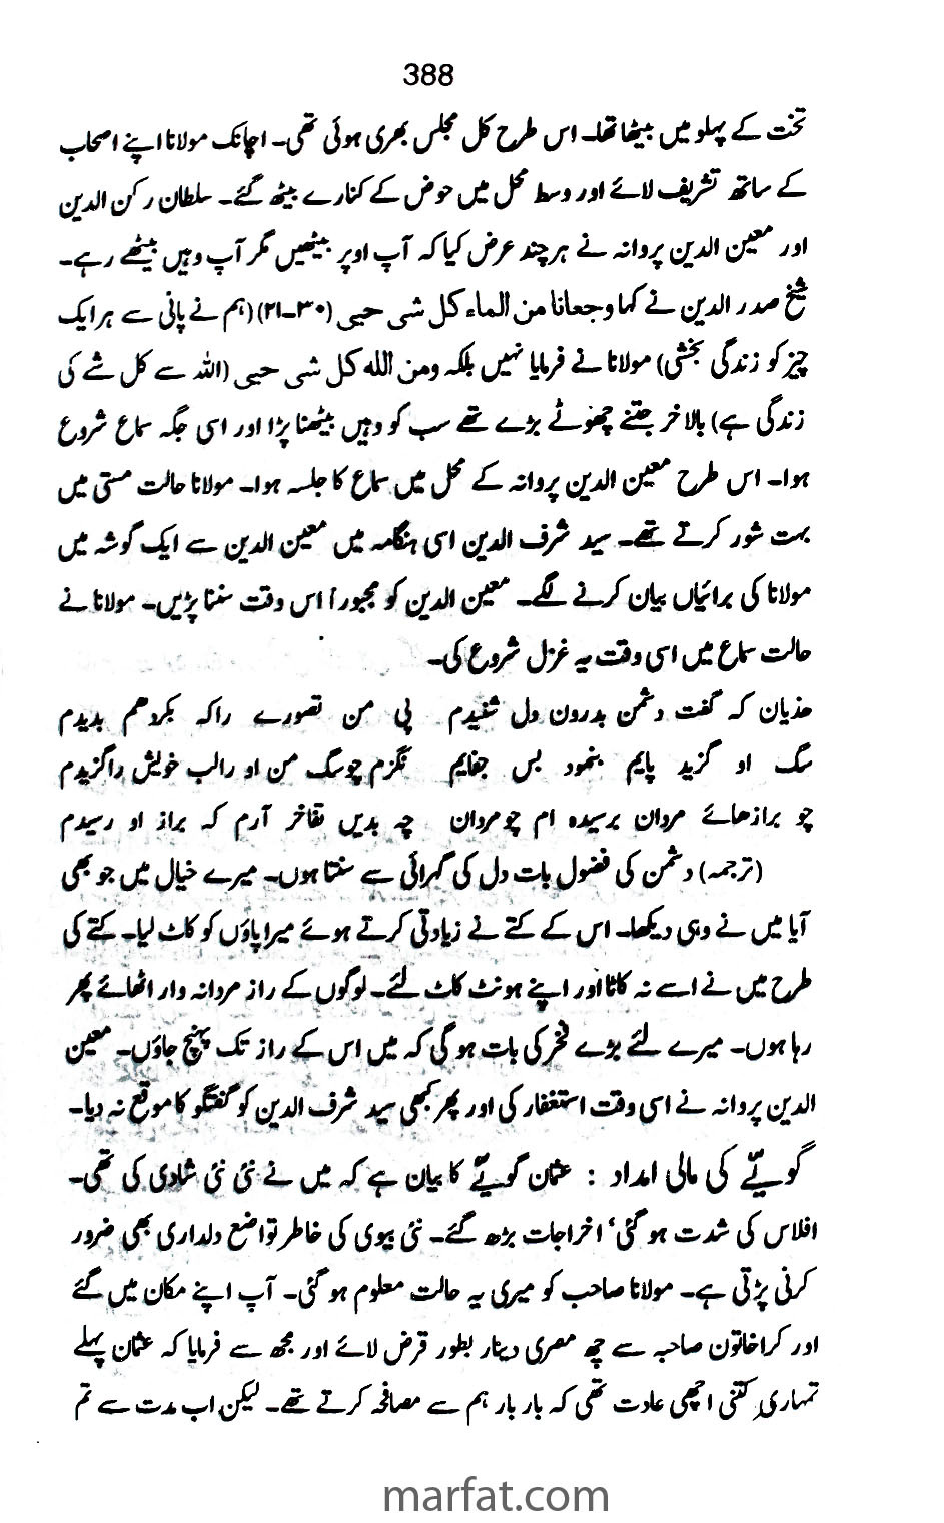 388
تخت کے پہلو میں بیٹھا تھا۔ اس طرح کل مجلس بھری ہوئی تھی۔ اچانک مولانا اپنے اصحاب
کے ساتھ تشریف لائے اور وسط محل میں حوض کے کنارے بیٹھ گئے۔ سلطان رکن الدین
اور معین الدین پروانہ نے ہر چند عرض کیا کہ آپ اوپر بیٹھیں مگر آپ وہیں بیٹھے رہے۔
شیخ صدر الدین نے کہا وجعلنا من الماء کل شی حیی (۳۰-۲۱) (ہم نے پانی سے ہر ایک
چیز کو زندگی بخشی) مولانا نے فرمایا نہیں بلکہ ومن اللہ کل شی حیی (اللہ سے کل شے کی
زندگی ہے) بالاخر جتنے چھوٹے بڑے تھے سب کو وہیں بیٹھنا پڑا اور اسی جگہ سماع شروع
ہوا۔ اس طرح معین الدین پروانہ کے محل میں سماع کا جلسہ ہوا۔ مولانا حالت مستی میں
بہت شور کرتے تھے۔ سید شرف الدین اسی ہنگامہ میں معین الدین سے ایک گوشہ میں
مولانا کی برائیاں بیان کرنے لگے۔ معین الدین کو مجبوراً اس وقت سننا پڑیں۔ مولانا نے
حالت سماع میں اسی وقت یہ غزل شروع کی۔
ھذیان کہ گفت دشمن بدرون دل شنیدم پی من تصورے راکہ بکردھم بدیدم
سگ او گزید پایم بنمود بس جفایم نگزم چو سگ من او رالب خویش راگزیدم
چو برازھائے مردان برسیدہ ام چو مردان چہ بدیں تفاخر آرم کہ براز او رسیدم
(ترجمہ) دشمن کی فضول بات دل کی گہرائی سے سنتا ہوں۔ میرے خیال میں جو بھی
آیا میں نے وہی دیکھا۔ اس کے کتے نے زیادتی کرتے ہوئے میرا پاؤں کو کاٹ لیا۔ کتے کی
طرح میں نے اسے نہ کاٹا اور اپنے ہونٹ کاٹ لئے۔ لوگوں کے راز مردانہ وار اٹھائے پھر
رہا ہوں۔ میرے لئے بڑے فخر کی بات ہو گی کہ میں اس کے راز تک پہنچ جاؤں۔ معین
الدین پروانہ نے اسی وقت استغفار کی اور پھر کبھی سید شرف الدین کو گفتگو کا موقع نہ دیا۔
گویّے کی مالی امداد : عثمان گویّے کا بیان ہے کہ میں نے نئی نئی شادی کی تھی۔
افلاس کی شدت ہو گئی، اخراجات بڑھ گئے۔ نئی بیوی کی خاطر تواضع دلداری بھی ضرور
کرنی پڑتی ہے۔ مولانا صاحب کو میری یہ حالت معلوم ہو گئی۔ آپ اپنے مکان میں گئے
اور کراخاتون صاحبہ سے چھ مصری دینار بطور قرض لائے اور مجھ سے فرمایا کہ عثمان پہلے
تمہاری کتنی اچھی عادت تھی کہ بار بار ہم سے مصافحہ کرتے تھے۔ لیکن اب مدت سے تم
marfat.com